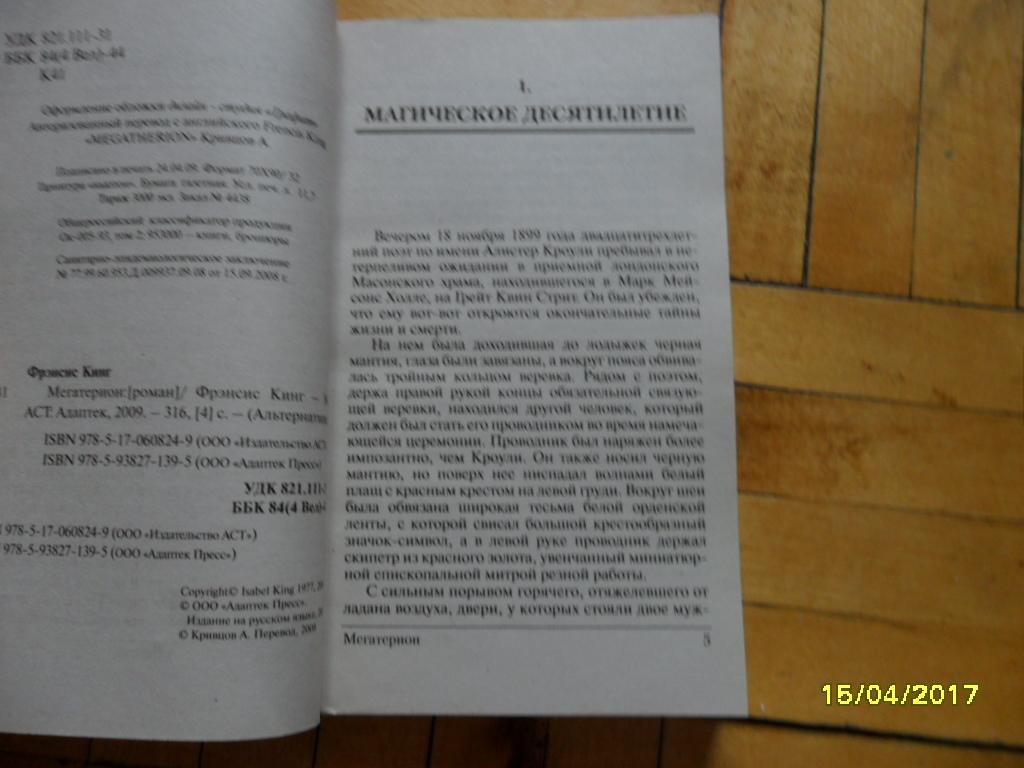 УДК 821.111-31
ББК 84(4 Вел)-44
К41
Оформление обложки дизайн - студия «Графит»
Авторизованный перевод с английского Francis King
«MEGATHERION» Кривцов А.
Подписано в печать 24.04.09. Формат 70Х90/ 32
Бумага газетная. Усл. печ. л. 11,5
Тираж 3000 экз. Заказ № 4438
Общероссийский классификатор продукции
Ок-005-93, том 2; 953000 – книги, брошюры
Санитарно-эпидемиологическое заключение
№ 77.99.60.953.Д.009937.09.08 от 15.09.2008 г.
Фрэнсис Кинг
Мегатерион:[роман]/ Фрэнсис Кинг –
АСТ. Адаптек, 2009. – 316, [4] с. –
ISBN 978-5-17-060824-9 (ООО «Издательство АСТ
ISBN 978-5-93827-139-5 (ООО «Адаптек Пресс»)
УДК 821.111-
ББК 84(4 Вел)-
978-5-17-060824-9 (ООО «Издательство АСТ»)
978-5-93827-139-5 (ООО «Адаптек Пресс»)
Copyright© Isabel King 1977,
© ООО «Адаптек Пресс».
Издание на русском языке,
© Кривцов А. Перевод, 2009
I.
МАГИЧЕСКОЕ ДЕСЯТИЛЕТИЕ
Вечером 18 ноября 1899 года двадцатитрехлет-
ний поэт по имени Алистер Кроули пребывал в не-
терпеливом ожидании в приемной лондонского
Масонского храма, находившегося в Марк Мей-
сонс Холле, на Грейт Квин Стрит. Он был убежден,
что ему вот-вот откроются окончательные тайны
жизни и смерти.
На нем была доходившая до лодыжек черная
мантия, глаза были завязаны, а вокруг пояса обвива-
лась тройным кольцом веревка. Рядом с поэтом,
держа правой рукой концы обязательной связую-
щей веревки, находился другой человек, который
должен был стать его проводником во время намеча-
ющейся церемонии. Проводник был наряжен более
импозантно, чем Кроули. Он также носил черную
мантию, но поверх нее ниспадал волнами белый
плащ с красным крестом на левой груди. Вокруг шеи
была обвязана широкая тесьма белой орденской
ленты, с которой свисал большой крестообразный
значок-символ, а в левой руке проводник держал
скипетр из красного золота, увенчанный миниатюр-
ной епископальной митрой резной работы.
С сильным порывом горячего, отяжелевшего от
ладана воздуха, двери, у которых стояли двое муж-
Мегатерион 5
15/04/2017